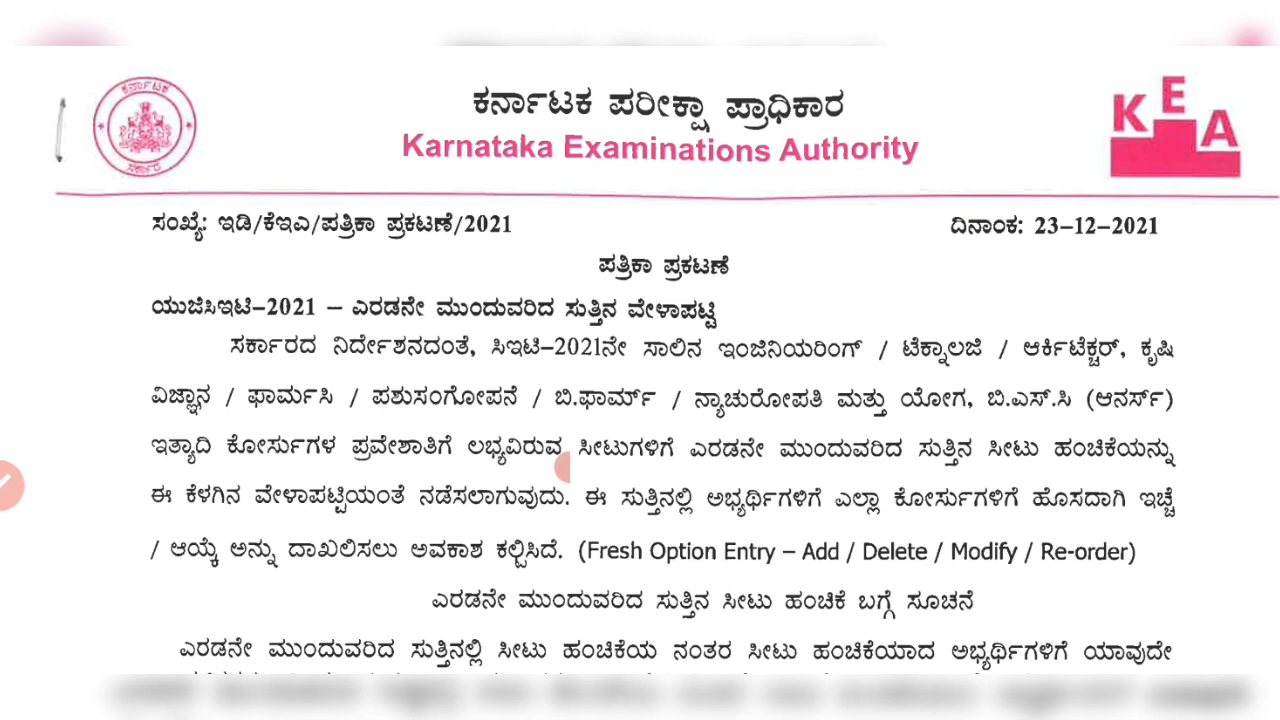 ಕರ್ನಾಟಕ ಸರ್ಕಾರ
ಕರ್ನಾಟಕ ಪರೀಕ್ಷಾ ಪ್ರಾಧಿಕಾರ
Karnataka Examinations Authority
KEA
ಸಂಖ್ಯೆ: ಇಡಿ/ಕೆಇಎ/ಪತ್ರಿಕಾ ಪ್ರಕಟಣೆ/2021 ದಿನಾಂಕ: 23–12–2021
ಪತ್ರಿಕಾ ಪ್ರಕಟಣೆ
ಯುಜಿಸಿಇಟಿ–2021 – ಎರಡನೇ ಮುಂದುವರಿದ ಸುತ್ತಿನ ವೇಳಾಪಟ್ಟಿ
ಸರ್ಕಾರದ ನಿರ್ದೇಶನದಂತೆ, ಸಿಇಟಿ–2021ನೇ ಸಾಲಿನ ಇಂಜಿನಿಯರಿಂಗ್ / ಟೆಕ್ನಾಲಜಿ / ಆರ್ಕಿಟೆಕ್ಚರ್, ಕೃಷಿ
ವಿಜ್ಞಾನ / ಫಾರ್ಮಸಿ / ಪಶುಸಂಗೋಪನೆ / ಬಿ.ಫಾರ್ಮ್ / ನ್ಯಾಚುರೋಪತಿ ಮತ್ತು ಯೋಗ, ಬಿ.ಎಸ್.ಸಿ (ಆನರ್ಸ್)
ಇತ್ಯಾದಿ ಕೋರ್ಸುಗಳ ಪ್ರವೇಶಾತಿಗೆ ಲಭ್ಯವಿರುವ ಸೀಟುಗಳಿಗೆ ಎರಡನೇ ಮುಂದುವರಿದ ಸುತ್ತಿನ ಸೀಟು ಹಂಚಿಕೆಯನ್ನು
ಈ ಕೆಳಗಿನ ವೇಳಾಪಟ್ಟಿಯಂತೆ ನಡೆಸಲಾಗುವುದು. ಈ ಸುತ್ತಿನಲ್ಲಿ ಅಭ್ಯರ್ಥಿಗಳಿಗೆ ಎಲ್ಲಾ ಕೋರ್ಸುಗಳಿಗೆ ಹೊಸದಾಗಿ ಇಚ್ಛೆ
/ ಆಯ್ಕೆ ಅನ್ನು ದಾಖಲಿಸಲು ಅವಕಾಶ ಕಲ್ಪಿಸಿದೆ. (Fresh Option Entry – Add / Delete / Modify / Re-order)
ಎರಡನೇ ಮುಂದುವರಿದ ಸುತ್ತಿನ ಸೀಟು ಹಂಚಿಕೆ ಬಗ್ಗೆ ಸೂಚನೆ
ಎರಡನೇ ಮುಂದುವರಿದ ಸುತ್ತಿನಲ್ಲಿ ಸೀಟು ಹಂಚಿಕೆಯ ನಂತರ ಸೀಟು ಹಂಚಿಕೆಯಾದ ಅಭ್ಯರ್ಥಿಗಳಿಗೆ ಯಾವುದೇ